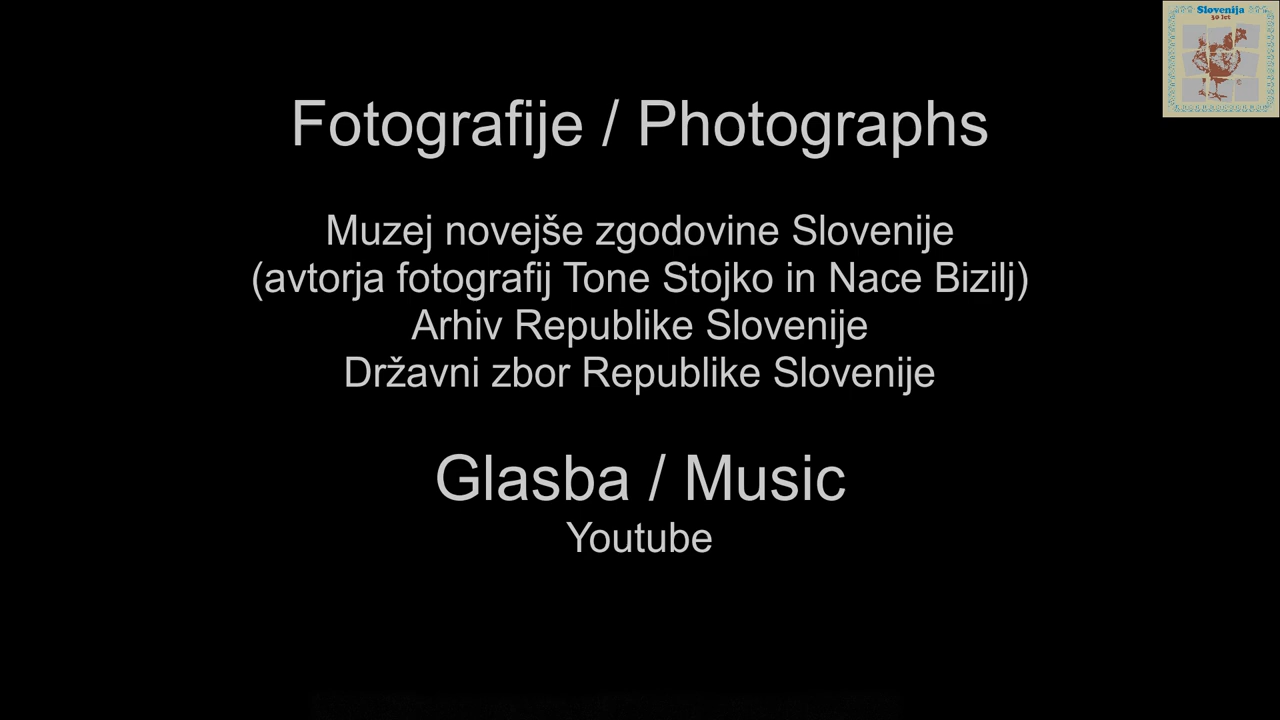 Slovenija
30 let
Fotografije / Photographs
Muzej novejše zgodovine Slovenije
(avtorja fotografij Tone Stojko in Nace Bizilj)
Arhiv Republike Slovenije
Državni zbor Republike Slovenije
Glasba / Music
Youtube